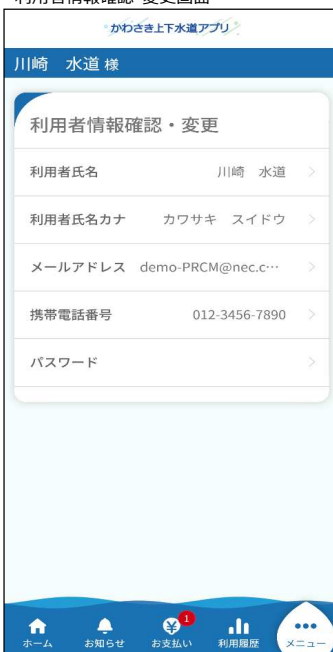 利用者情報確認・変更画面
かわさき上下水道アプリ
川崎　水道 様
利用者情報確認・変更
利用者氏名 川崎　水道
利用者氏名カナ カワサキ　スイドウ
メールアドレス demo-PRCM@nec.c…
携帯電話番号 012-3456-7890
パスワード
1
ホーム お知らせ お支払い 利用履歴 メニュー